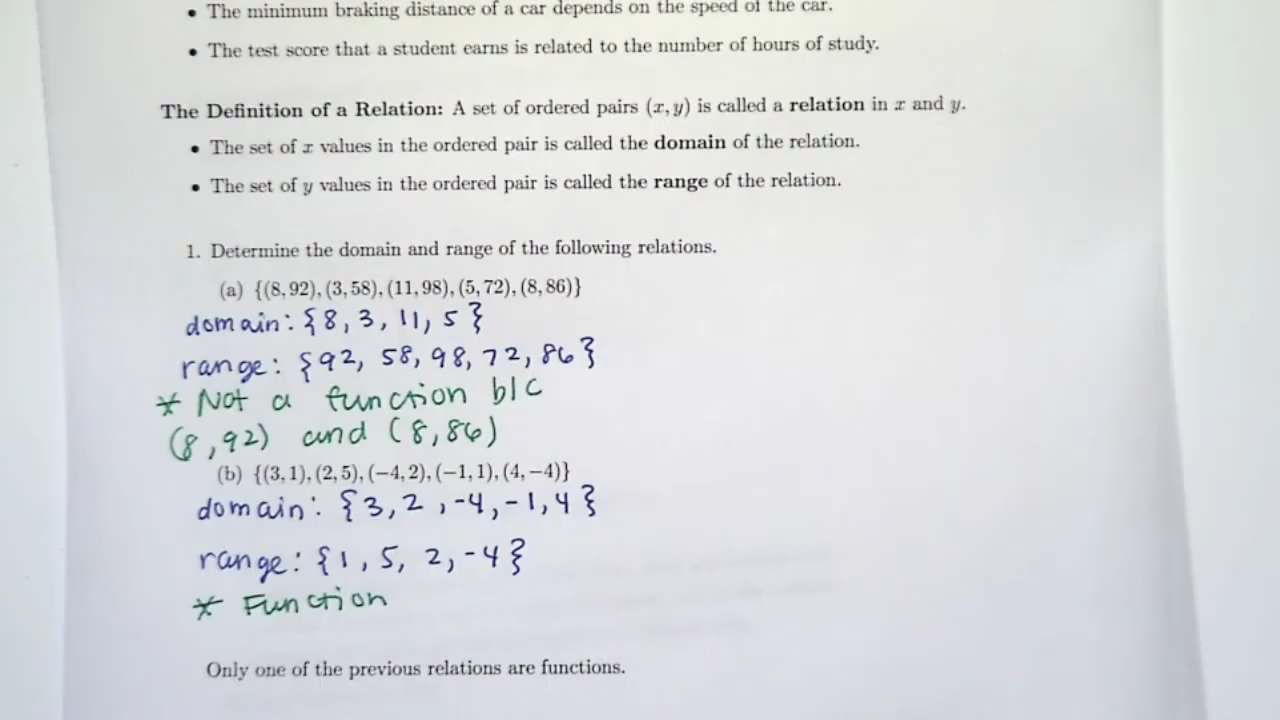 • The minimum braking distance of a car depends on the speed of the car.
• The test score that a student earns is related to the number of hours of study.
The Definition of a Relation: A set of ordered pairs (x, y) is called a relation in x and y.
• The set of x values in the ordered pair is called the domain of the relation.
• The set of y values in the ordered pair is called the range of the relation.
1. Determine the domain and range of the following relations.
(a) {(8, 92), (3, 58), (11, 98), (5, 72), (8, 86)}
domain: {8, 3, 11, 5}
range: {92, 58, 98, 72, 86}
* Not a function b/c
(8, 92) and (8, 86)
(b) {(3, 1), (2, 5), (−4, 2), (−1, 1), (4, −4)}
domain: {3, 2, -4, -1, 4}
range: {1, 5, 2, -4}
* Function
Only one of the previous relations are functions.